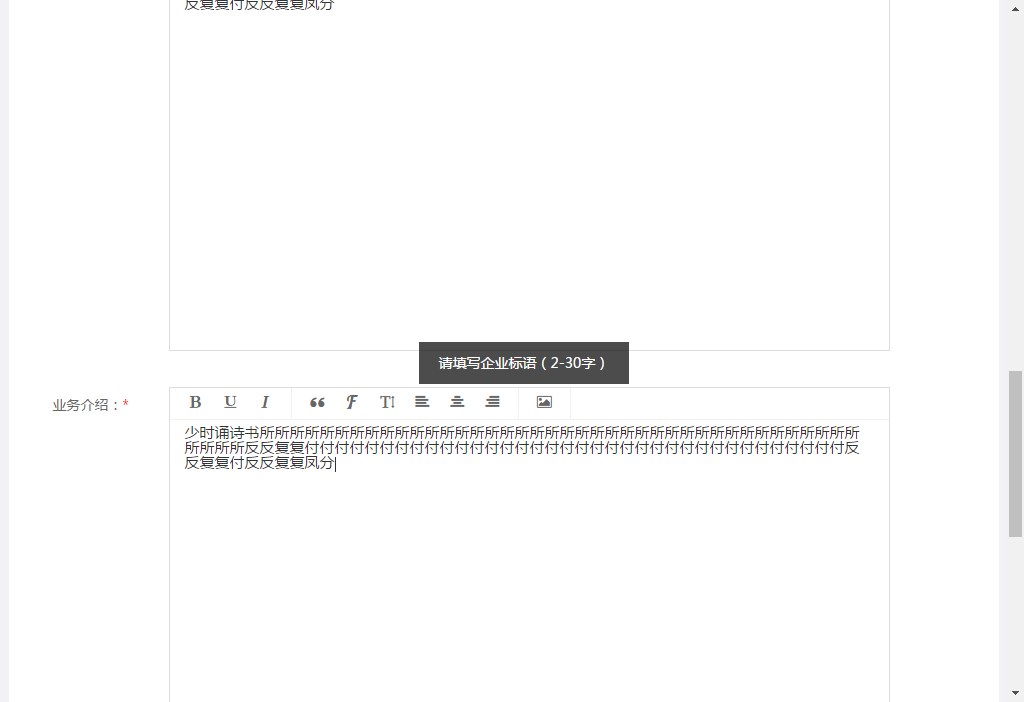 反复复付反反复复凤分
请填写企业标语（2-30字）
业务介绍：*
B U I
少时诵诗书所所所所所所所所所所所所所所所所所所所所所所所所所所所所所所所所所所所所所所所所
所所所所反反复复付付付付付付付付付付付付付付付付付付付付付付付付付付付付付付付付付付付付反
反复复付反反复复凤分